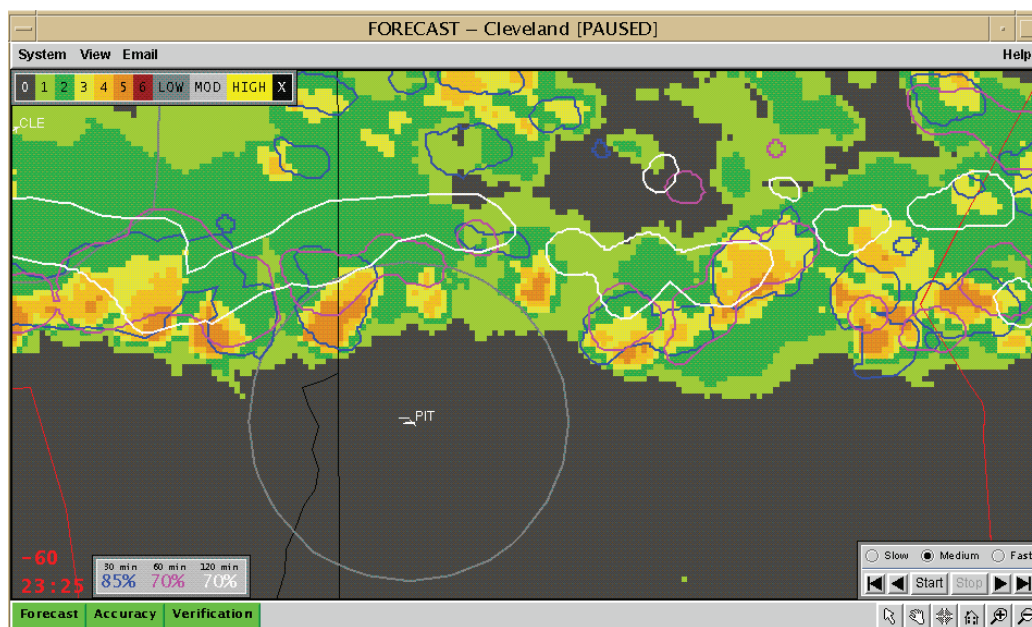 FORECAST – Cleveland [PAUSED]
System View Email Help
0 1 2 3 4 5 6 LOW MOD HIGH X
CLE
PIT
-60
23:25
30 min 60 min 120 min
85% 70% 70%
Slow Medium Fast
Start Stop
Forecast Accuracy Verification